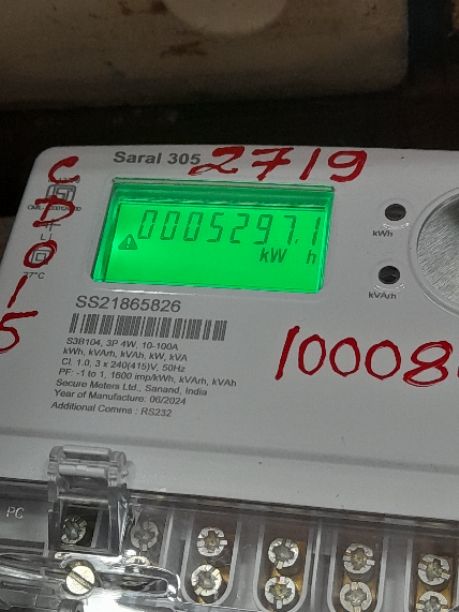 Saral 305 2719
CD015
0005297.1
kW h
kWh
kVArh
SS21865826
S3B104, 3P 4W, 10-100A
kWh, kVArh, kVAh, kW, kVA
Cl. 1.0, 3 x 240(415)V, 50Hz
PF: -1 to 1, 1600 imp/kWh, kVArh, kVAh
Secure Meters Ltd., Sanand, India
Year of Manufacture: 06/2024
Additional Comms : RS232
10008
PC